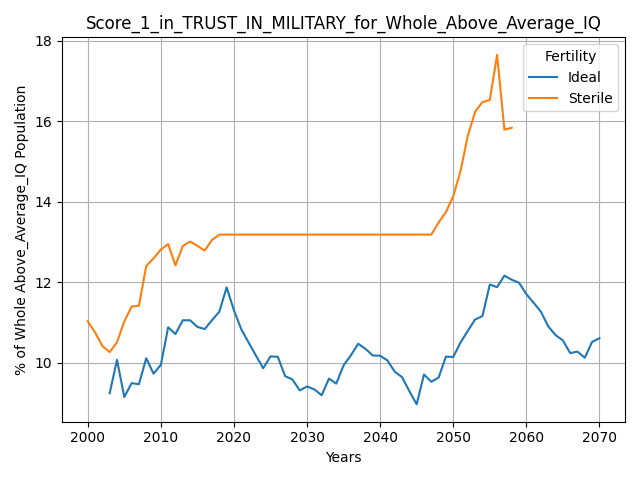 Score_1_in_TRUST_IN_MILITARY_for_Whole_Above_Average_IQ
% of Whole Above_Average_IQ Population
18
16
14
12
10
Fertility
Ideal
Sterile
2000 2010 2020 2030 2040 2050 2060 2070
Years